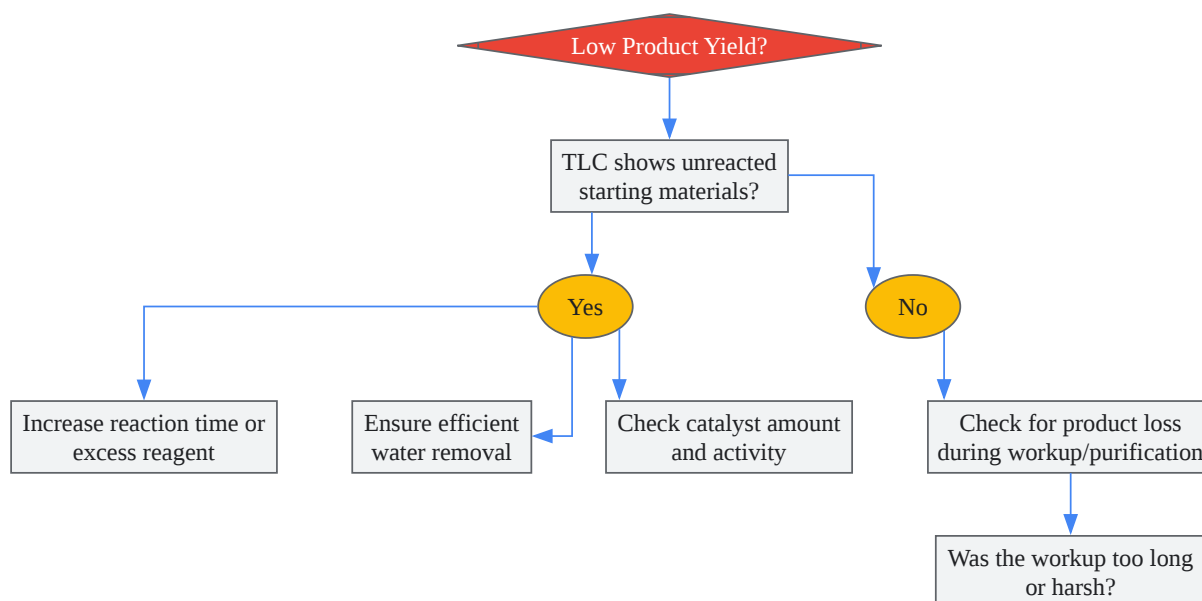 Low Product Yield?
TLC shows unreacted
starting materials?
Yes
No
Increase reaction time or
excess reagent
Ensure efficient
water removal
Check catalyst amount
and activity
Check for product loss
during workup/purification
Was the workup too long
or harsh?